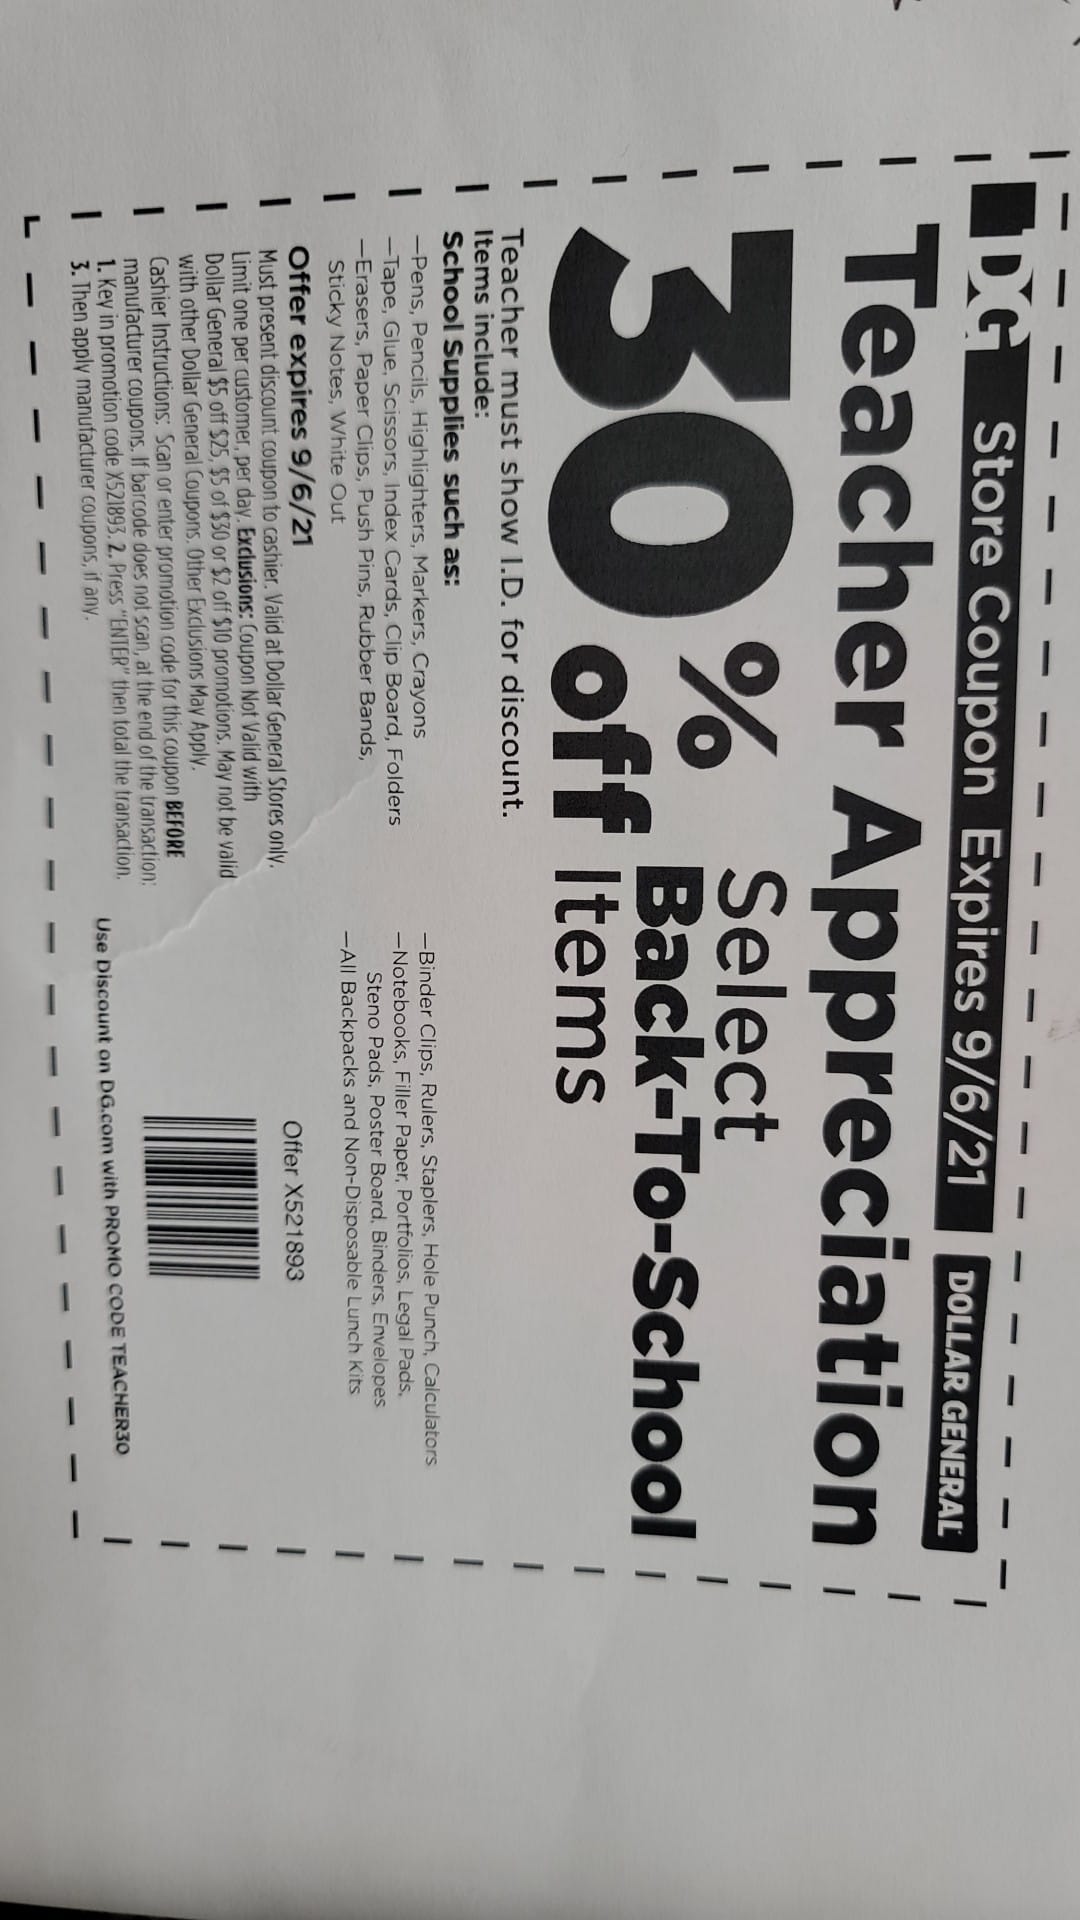 DG Store Coupon Expires 9/6/21 DOLLAR GENERAL
Teacher Appreciation
30% off Select
Back-To-School
Items
Teacher must show I.D. for discount.
Items include:
School Supplies such as:
—Pens, Pencils, Highlighters, Markers, Crayons
—Tape, Glue, Scissors, Index Cards, Clip Board, Folders
—Erasers, Paper Clips, Push Pins, Rubber Bands,
Sticky Notes, White Out
—Binder Clips, Rulers, Staplers, Hole Punch, Calculators
—Notebooks, Filler Paper, Portfolios, Legal Pads,
Steno Pads, Poster Board, Binders, Envelopes
—All Backpacks and Non-Disposable Lunch Kits
Offer expires 9/6/21
Must present discount coupon to cashier. Valid at Dollar General Stores only.
Limit one per customer, per day. Exclusions: Coupon Not Valid with
Dollar General $5 off $25, $5 of $30 or $2 off $10 promotions. May not be valid
with other Dollar General Coupons. Other Exclusions May Apply.
Cashier Instructions: Scan or enter promotion code for this coupon BEFORE
manufacturer coupons. If barcode does not scan, at the end of the transaction:
1. Key in promotion code X521893. 2. Press "ENTER" then total the transaction.
3. Then apply manufacturer coupons, if any.
Offer X521893
Use Discount on DG.com with PROMO CODE TEACHER30